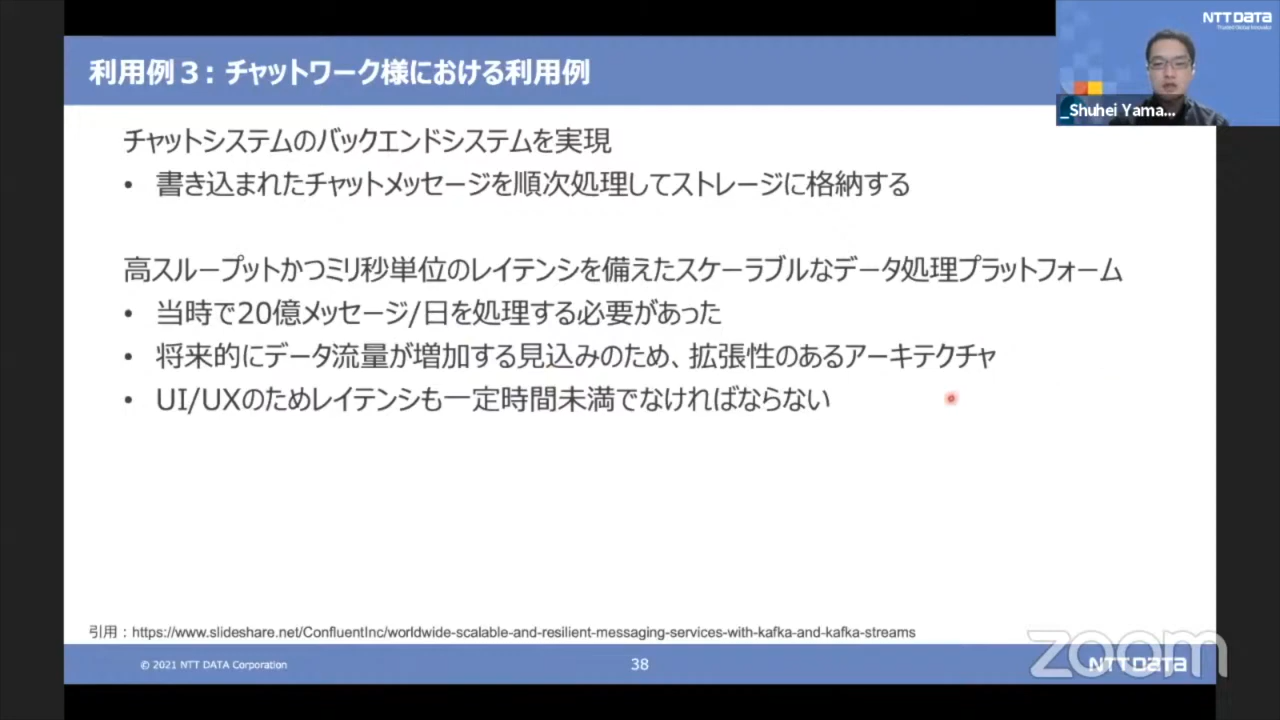 利用例３: チャットワーク様における利用例
NTT DATA
Trusted Global Innovator
_Shuhei Yama...
チャットシステムのバックエンドシステムを実現
• 書き込まれたチャットメッセージを順次処理してストレージに格納する
高スループットかつミリ秒単位のレイテンシを備えたスケーラブルなデータ処理プラットフォーム
• 当時で20億メッセージ/日を処理する必要があった
• 将来的にデータ流量が増加する見込みのため、拡張性のあるアーキテクチャ
• UI/UXのためレイテンシも一定時間未満でなければならない
引用：https://www.slideshare.net/ConfluentInc/worldwide-scalable-and-resilient-messaging-services-with-kafka-and-kafka-streams
© 2021 NTT DATA Corporation
38
NTT DATA
zoom